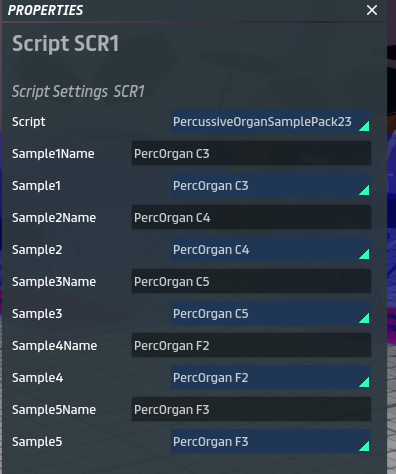 PROPERTIES
Script SCR1
Script Settings SCR1
Script PercussiveOrganSamplePack23
Sample1Name PercOrgan C3
Sample1 PercOrgan C3
Sample2Name PercOrgan C4
Sample2 PercOrgan C4
Sample3Name PercOrgan C5
Sample3 PercOrgan C5
Sample4Name PercOrgan F2
Sample4 PercOrgan F2
Sample5Name PercOrgan F3
Sample5 PercOrgan F3